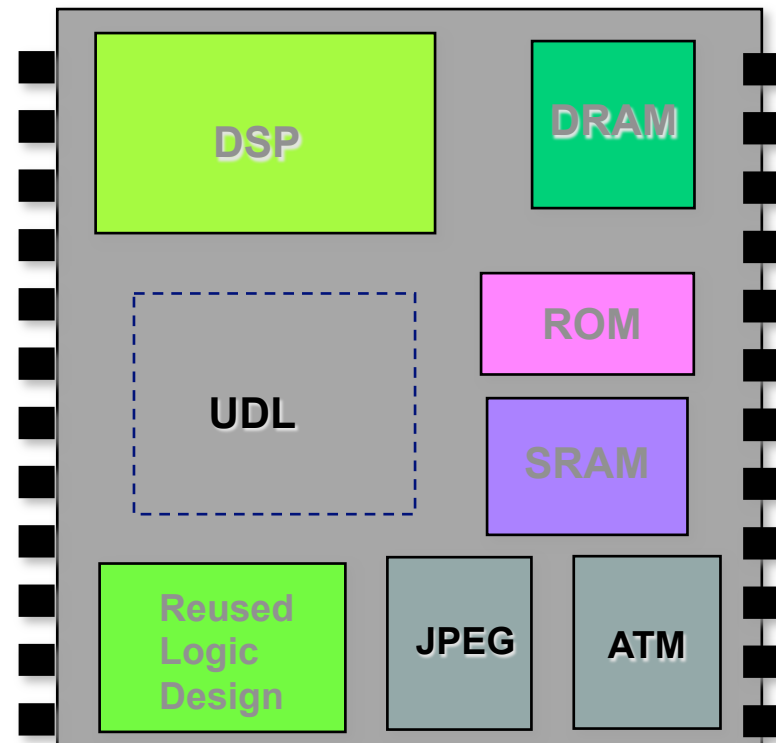 DSP
DRAM
ROM
UDL
SRAM
Reused
Logic
Design
JPEG
ATM